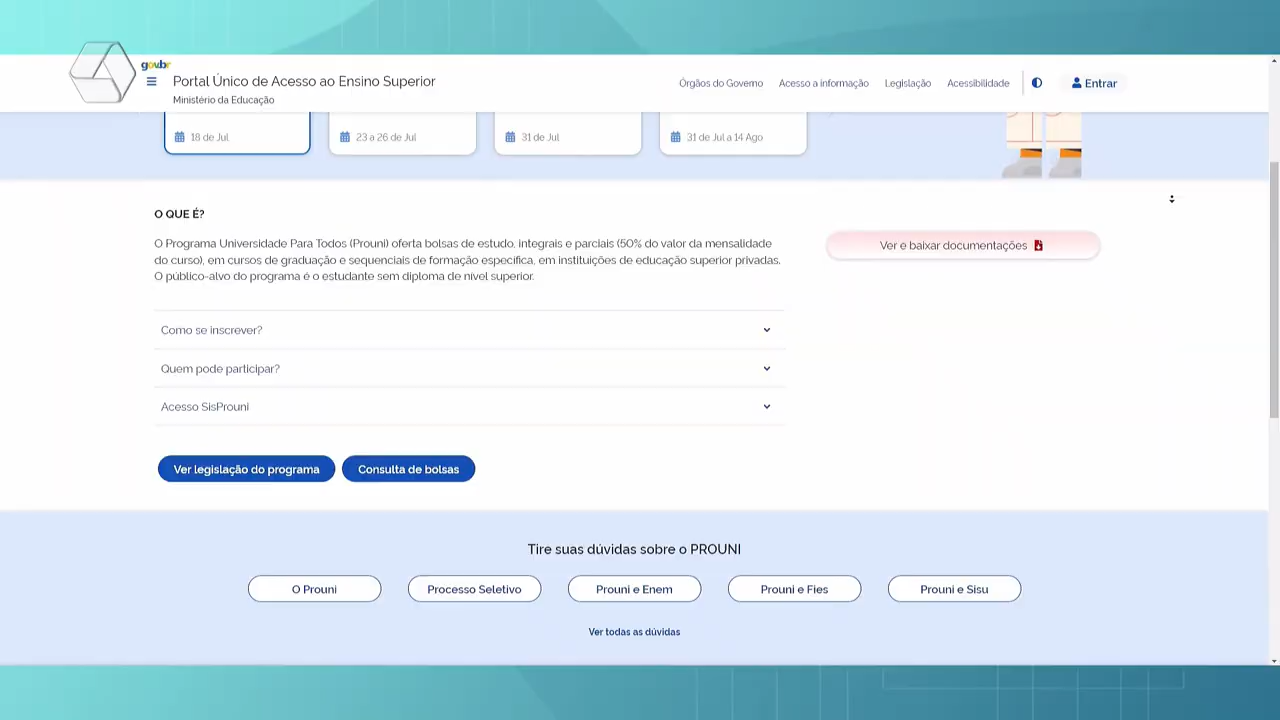 gov.br
Portal Único de Acesso ao Ensino Superior
Ministério da Educação
Órgãos do Governo
Acesso a informação
Legislação
Acessibilidade
Entrar
18 de Jul
23 a 26 de Jul
31 de Jul
31 de Jul a 14 Ago
O QUE É?
O Programa Universidade Para Todos (Prouni) oferta bolsas de estudo, integrais e parciais (50% do valor da mensalidade
do curso), em cursos de graduação e sequenciais de formação específica, em instituições de educação superior privadas.
O público-alvo do programa é o estudante sem diploma de nível superior.
Ver e baixar documentações
Como se inscrever?
Quem pode participar?
Acesso SisProuni
Ver legislação do programa
Consulta de bolsas
Tire suas dúvidas sobre o PROUNI
O Prouni
Processo Seletivo
Prouni e Enem
Prouni e Fies
Prouni e Sisu
Ver todas as dúvidas